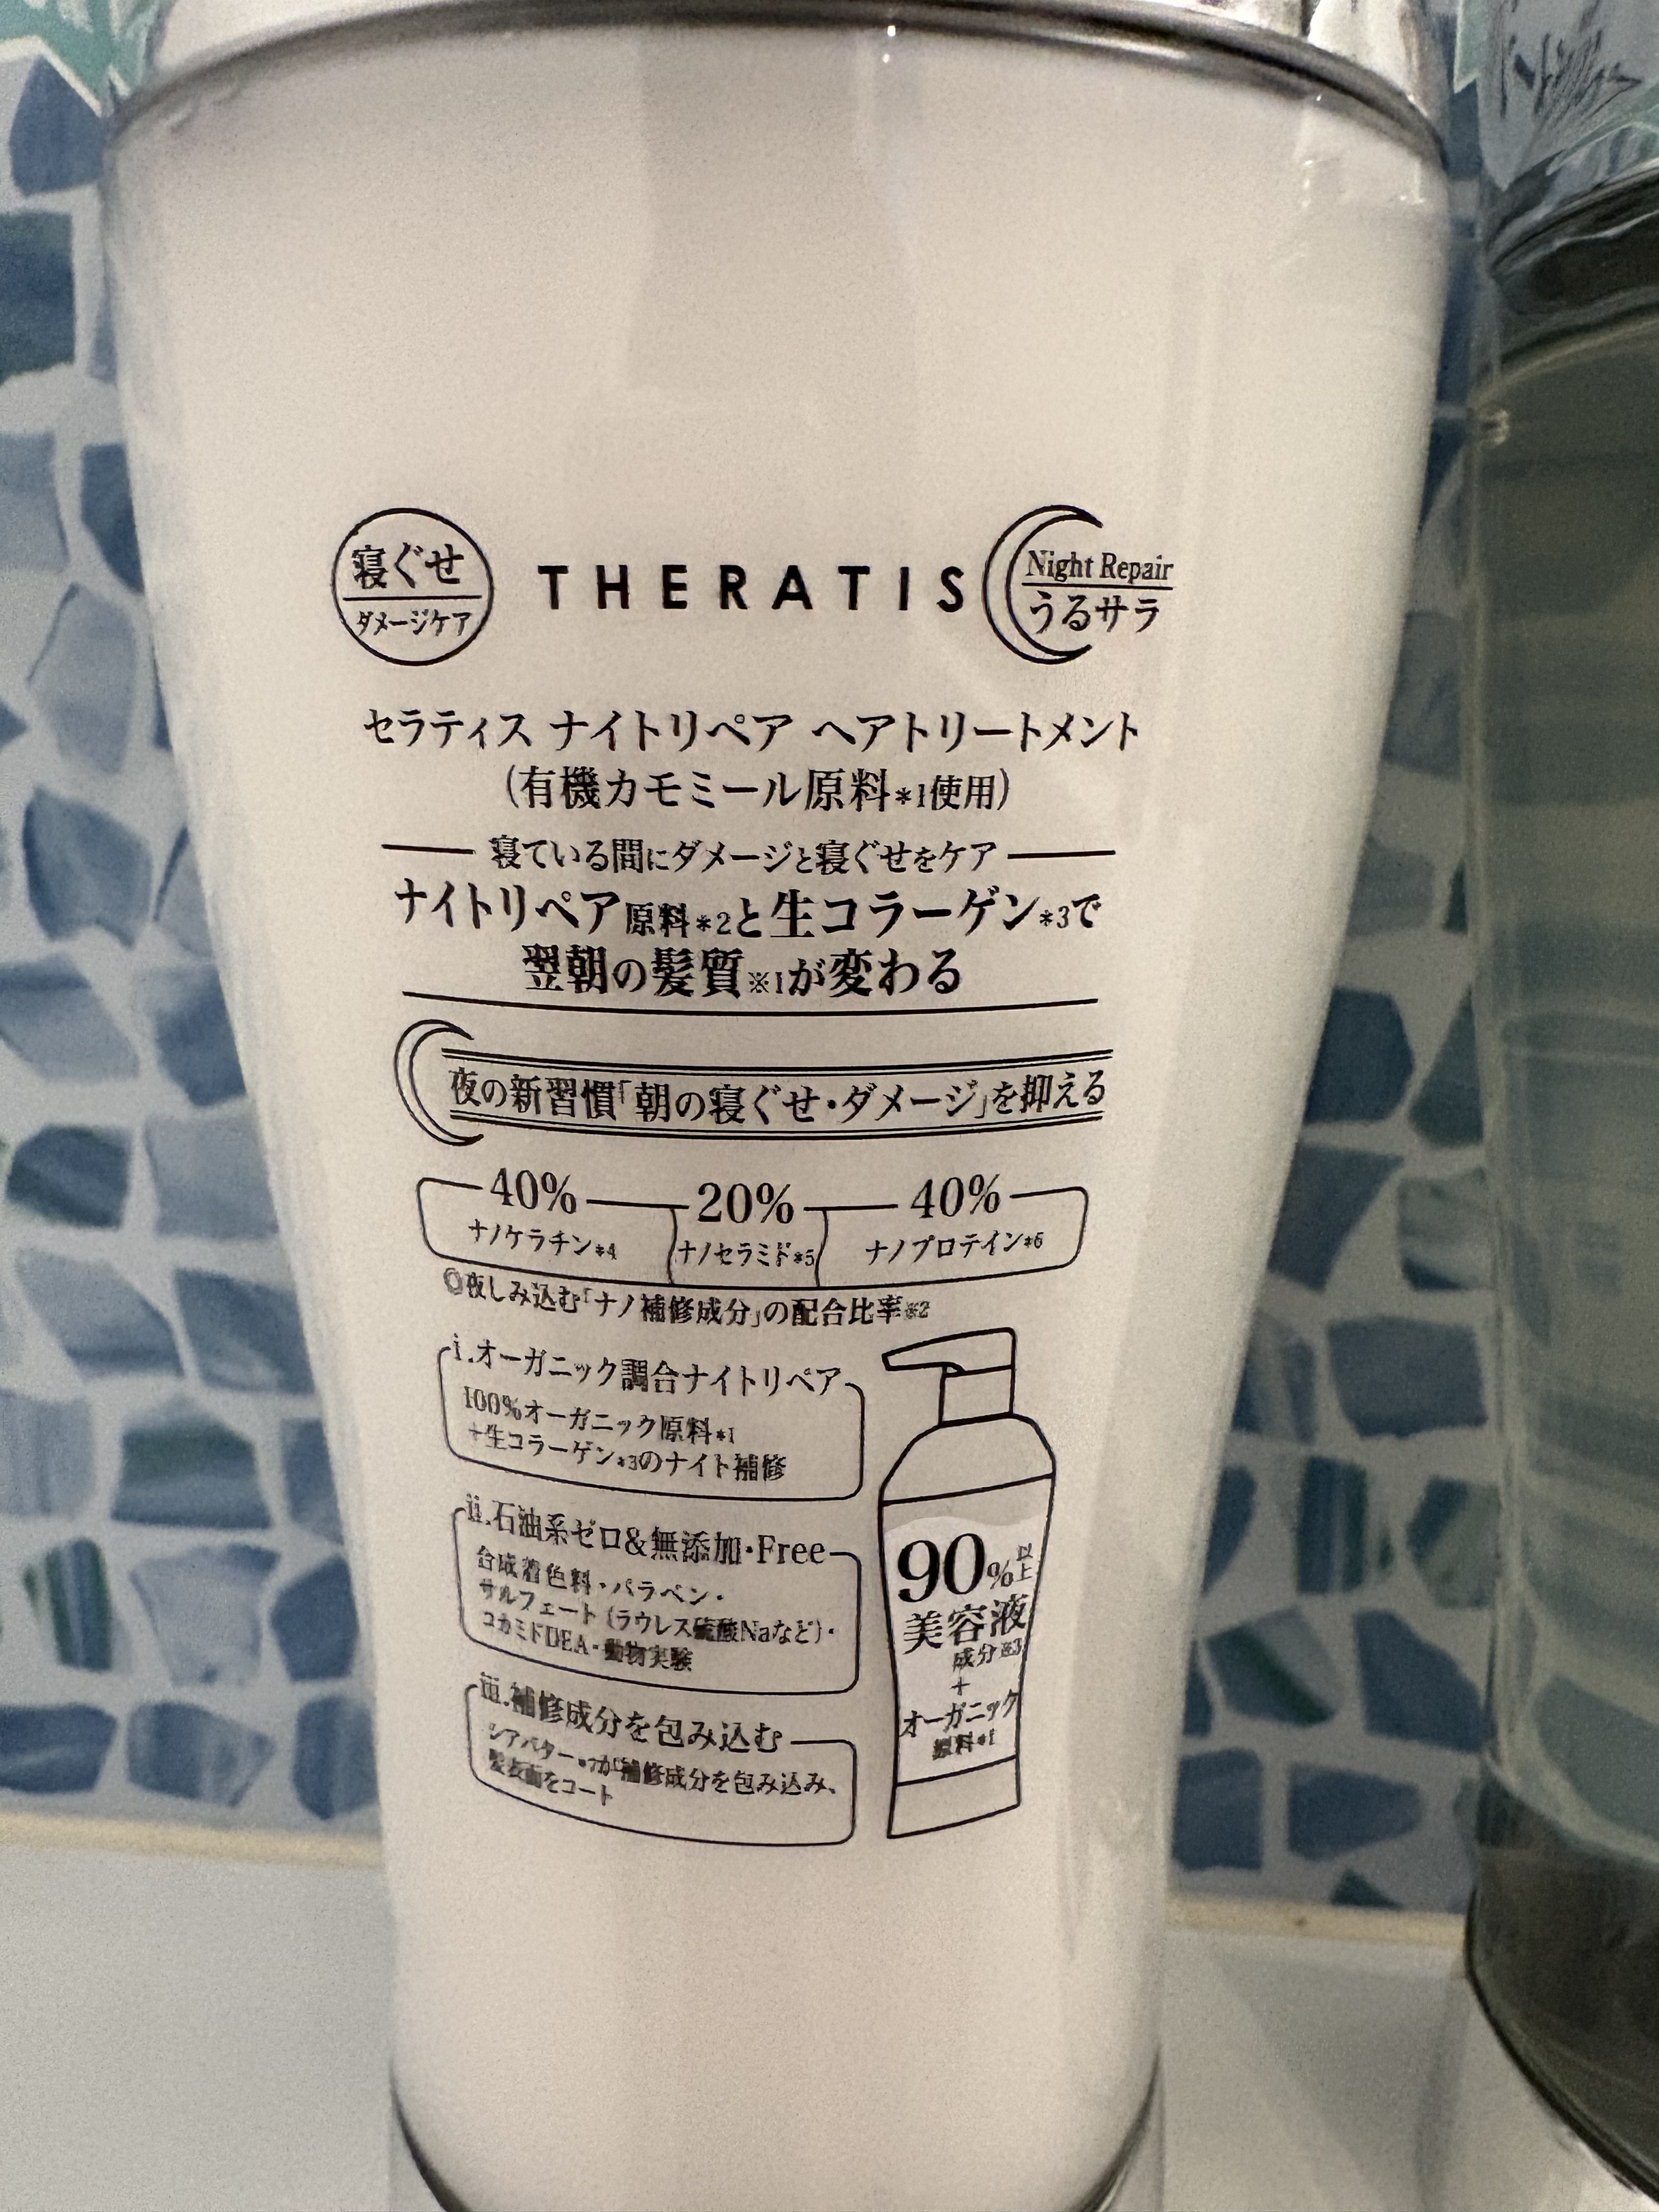 寝ぐせ
ダメージケア
THERATIS
Night Repair
うるサラ
セラティス ナイトリペア ヘアトリートメント
(有機カモミール原料*1使用)
寝ている間にダメージと寝ぐせをケア
ナイトリペア原料*2と生コラーゲン*3で
翌朝の髪質※1が変わる
夜の新習慣「朝の寝ぐせ・ダメージ」を抑える
40% 20% 40%
ナノケラチン*4 ナノセラミド*5 ナノプロテイン*6
◎夜しみ込む「ナノ補修成分」の配合比率※2
i.オーガニック調合ナイトリペア
100%オーガニック原料*1
+生コラーゲン*3のナイト補修
ii.石油系ゼロ&無添加・Free
合成着色料・パラベン・
サルフェート(ラウレス硫酸Naなど)・
コカミドDEA・動物実験
iii.補修成分を包み込む
シアバター*7が補修成分を包み込み、
髪表面をコート
90%以上
美容液
成分※3
+
オーガニック
原料*1